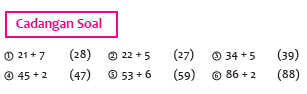 Cadangan Soal
① 21 + 7 (28) ② 22 + 5 (27) ③ 34 + 5 (39)
④ 45 + 2 (47) ⑤ 53 + 6 (59) ⑥ 86 + 2 (88)